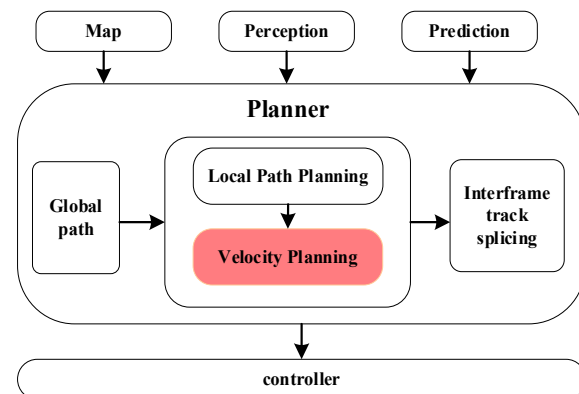 Map
Perception
Prediction
Planner
Global
path
Local Path Planning
Velocity Planning
Interframe
track
splicing
controller